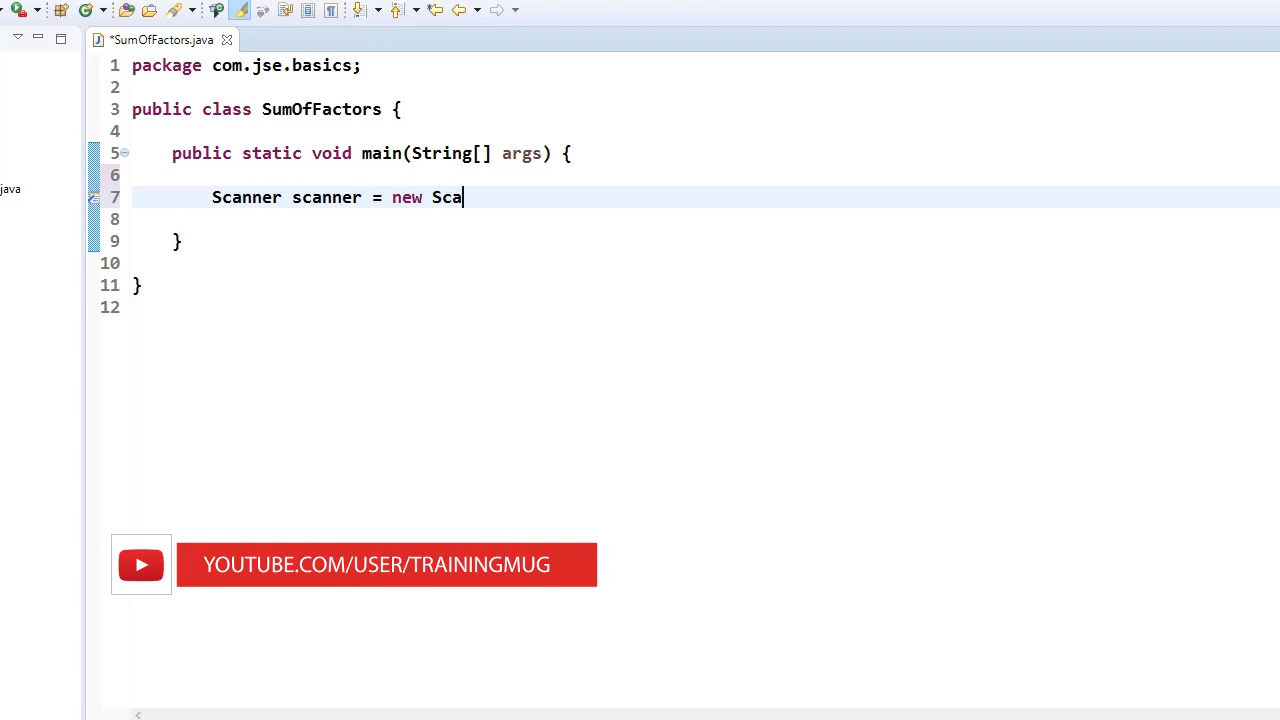 *SumOfFactors.java
1 package com.jse.basics;
2
3 public class SumOfFactors {
4
5 public static void main(String[] args) {
6
java
7 Scanner scanner = new Sca
8
9 }
10
11 }
12
YOUTUBE.COM/USER/TRAININGMUG